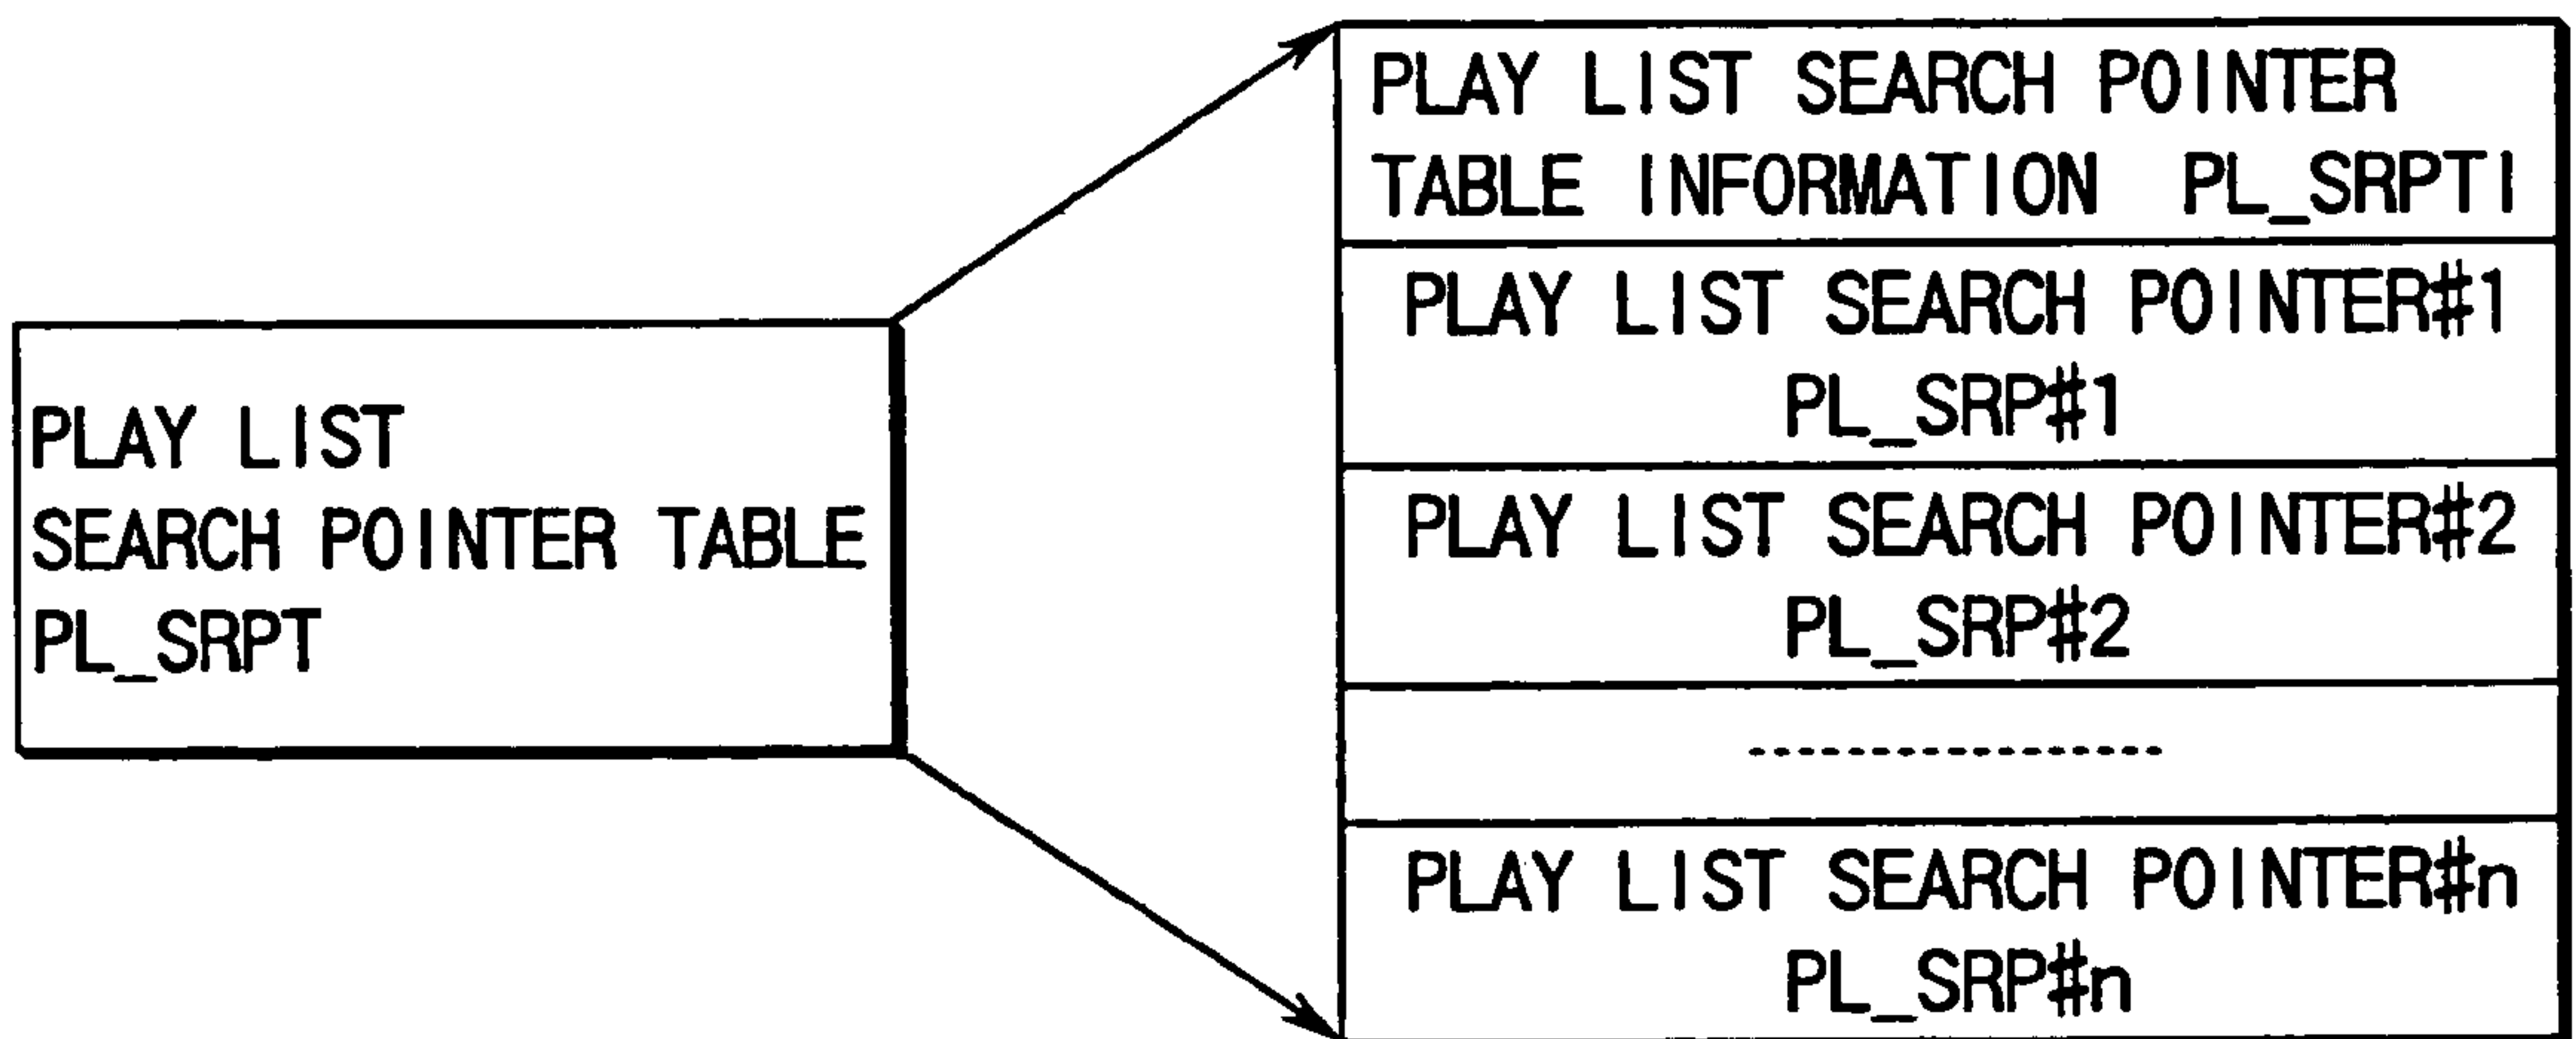 PLAY LIST
SEARCH POINTER TABLE
PL_SRPT
PLAY LIST SEARCH POINTER
TABLE INFORMATION PL_SRPTI
PLAY LIST SEARCH POINTER#1
PL_SRP#1
PLAY LIST SEARCH POINTER#2
PL_SRP#2
PLAY LIST SEARCH POINTER#n
PL_SRP#n